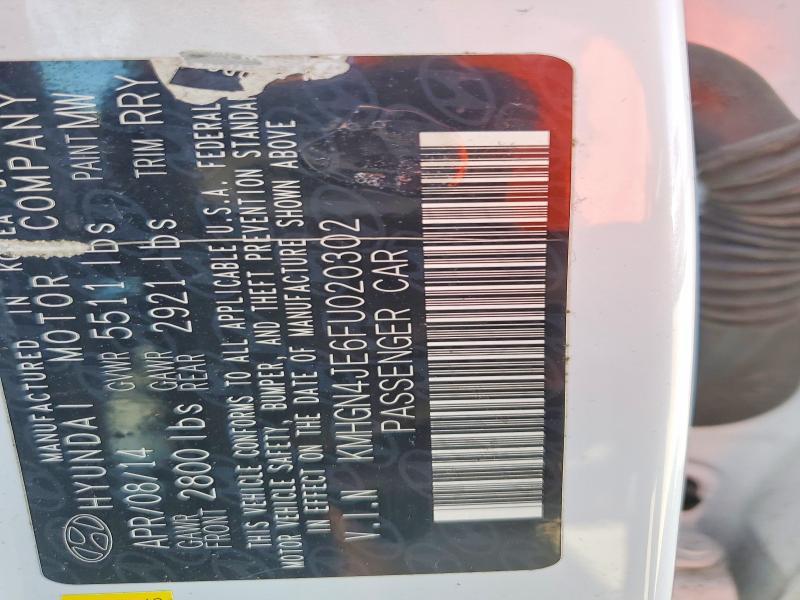 MANUFACTURED IN KOREA
HYUNDAI MOTOR COMPANY
APR/08/14 GVWR 5511 lbs PAINT MW
GAWR FRONT 2800 lbs GAWR REAR 2921 lbs TRIM RRY
THIS VEHICLE CONFORMS TO ALL APPLICABLE U.S.A. FEDERAL
MOTOR VEHICLE SAFETY, BUMPER, AND THEFT PREVENTION STANDA
IN EFFECT ON THE DATE OF MANUFACTURE SHOWN ABOVE
V.I.N KMHGN4JE6FU020302
PASSENGER CAR